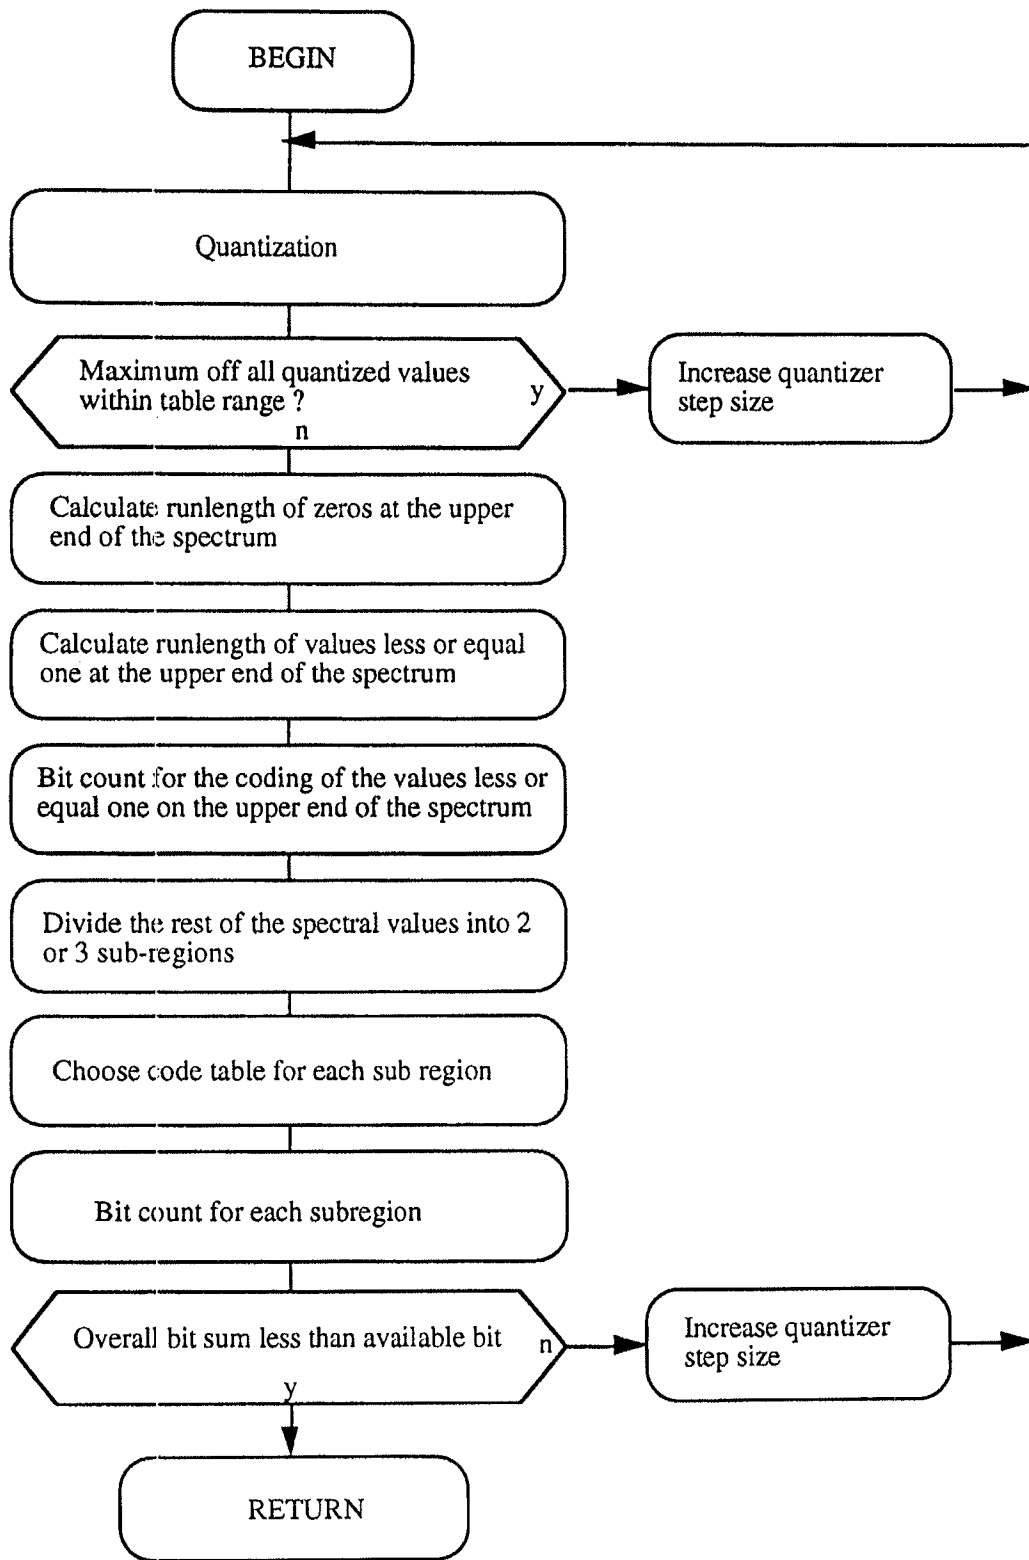 BEGIN
Quantization
Maximum off all quantized values
within table range ?
y
n
Increase quantizer
step size
Calculate runlength of zeros at the upper
end of the spectrum
Calculate runlength of values less or equal
one at the upper end of the spectrum
Bit count for the coding of the values less or
equal one on the upper end of the spectrum
Divide the rest of the spectral values into 2
or 3 sub-regions
Choose code table for each sub region
Bit count for each subregion
Overall bit sum less than available bit
n
y
Increase quantizer
step size
RETURN